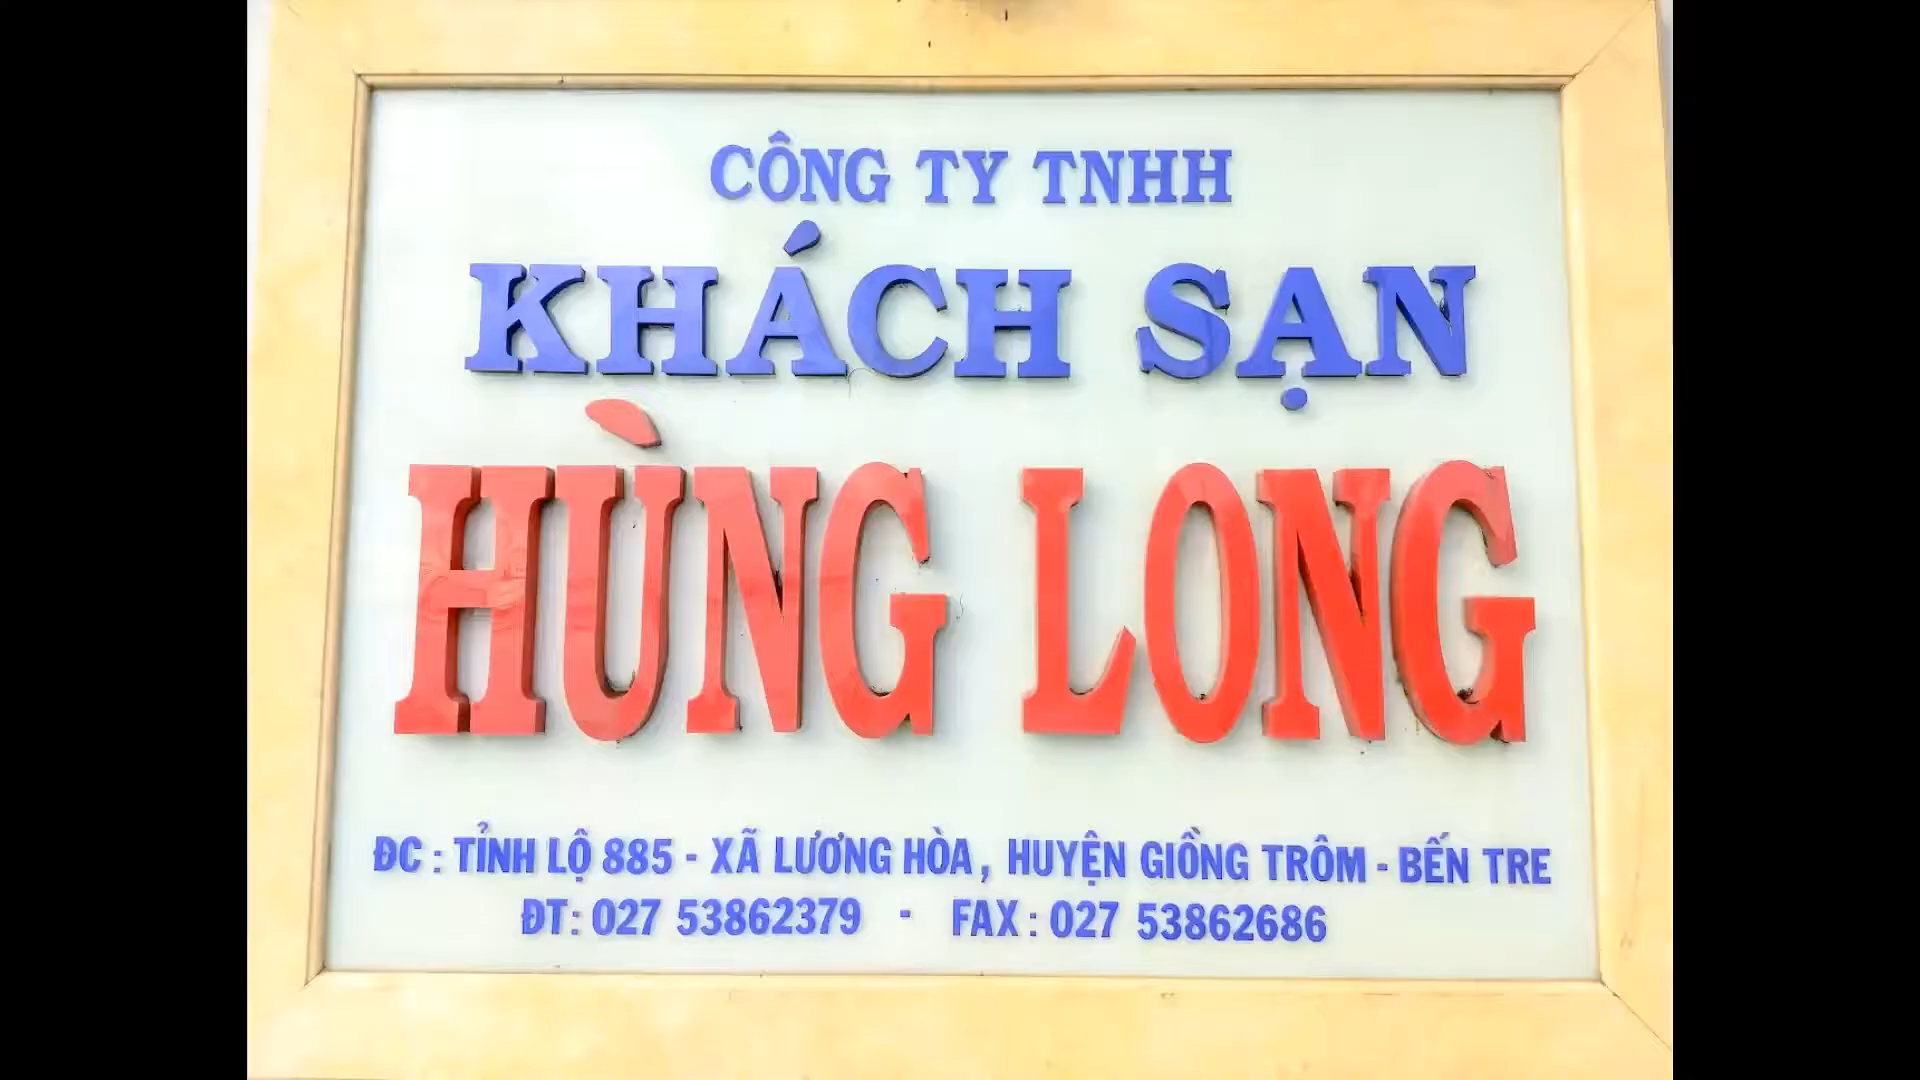 CÔNG TY TNHH
KHÁCH SẠN
HÙNG LONG
ĐC : TỈNH LỘ 885 - XÃ LƯƠNG HÒA, HUYỆN GIỒNG TRÔM - BẾN TRE
ĐT: 027 53862379 - FAX : 027 53862686